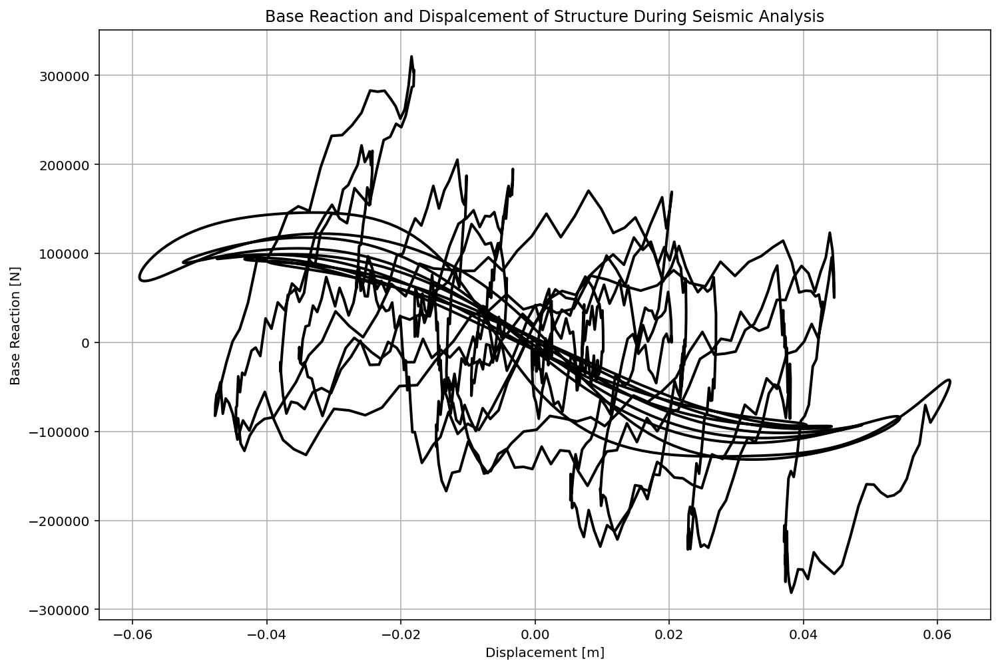 Base Reaction and Dispalcement of Structure During Seismic Analysis
300000
200000
100000
0
−100000
−200000
−300000
Base Reaction [N]
−0.06 −0.04 −0.02 0.00 0.02 0.04 0.06
Displacement [m]